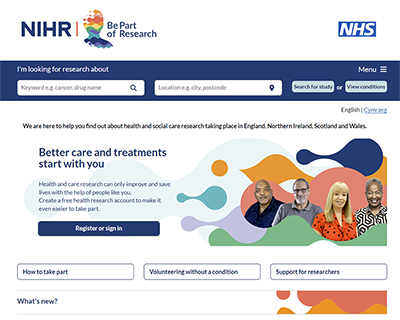 NIHR | Be Part
of Research
NHS
I'm looking for research about
Menu
Keyword e.g. cancer, drug name
Location e.g. city, postcode
Search for study or View conditions
English | Cymraeg
We are here to help you find out about health and social care research taking place in England, Northern Ireland, Scotland and Wales.
Better care and treatments
start with you
Health and care research can only improve and save
lives with the help of people like you.
Create a free health research account to make it
even easier to take part.
Register or sign in
How to take part
Volunteering without a condition
Support for researchers
What's new?